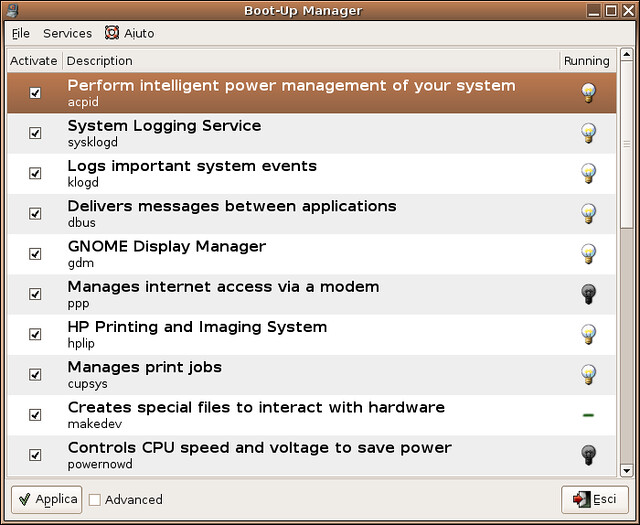 Boot-Up Manager
File Services Aiuto
Activate Description Running
Perform intelligent power management of your system
acpid
System Logging Service
sysklogd
Logs important system events
klogd
Delivers messages between applications
dbus
GNOME Display Manager
gdm
Manages internet access via a modem
ppp
HP Printing and Imaging System
hplip
Manages print jobs
cupsys
Creates special files to interact with hardware
makedev
Controls CPU speed and voltage to save power
powernowd
Applica Advanced Esci